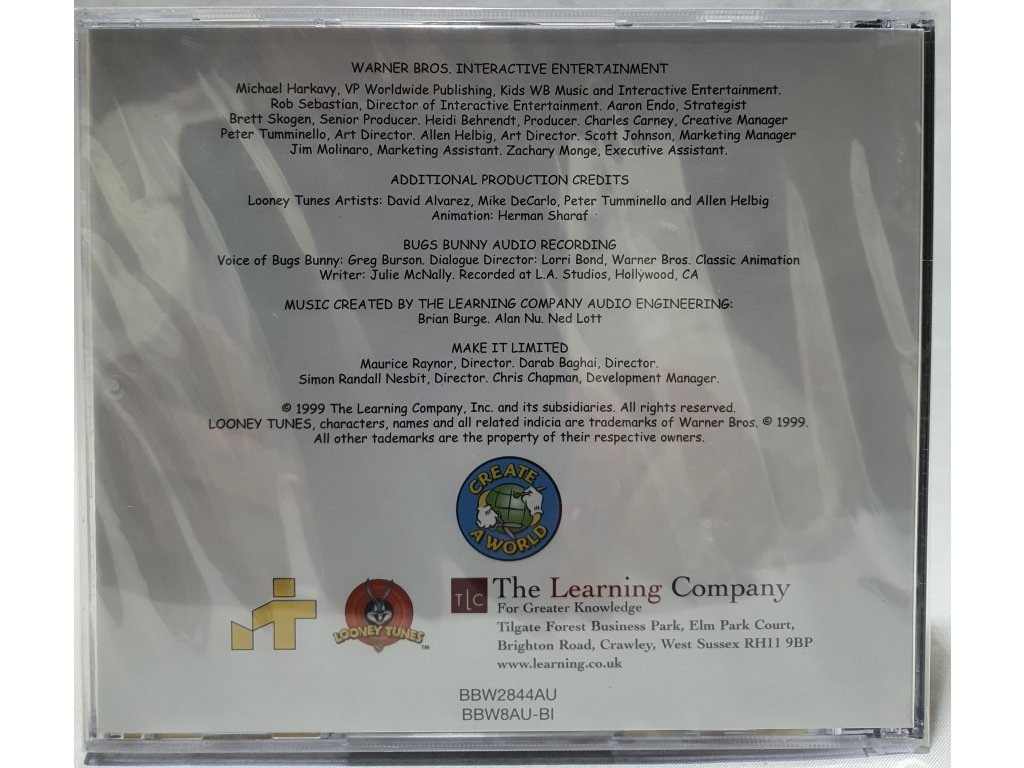 WARNER BROS. INTERACTIVE ENTERTAINMENT
Michael Harkavy, VP Worldwide Publishing, Kids WB Music and Interactive Entertainment.
Rob Sebastian, Director of Interactive Entertainment. Aaron Endo, Strategist
Brett Skogen, Senior Producer. Heidi Behrendt, Producer. Charles Carney, Creative Manager
Peter Tumminello, Art Director. Allen Helbig, Art Director. Scott Johnson, Marketing Manager
Jim Molinaro, Marketing Assistant. Zachary Monge, Executive Assistant.
ADDITIONAL PRODUCTION CREDITS
Looney Tunes Artists: David Alvarez, Mike DeCarlo, Peter Tumminello and Allen Helbig
Animation: Herman Sharaf
BUGS BUNNY AUDIO RECORDING
Voice of Bugs Bunny: Greg Burson. Dialogue Director: Lorri Bond, Warner Bros. Classic Animation
Writer: Julie McNally. Recorded at L.A. Studios, Hollywood, CA
MUSIC CREATED BY THE LEARNING COMPANY AUDIO ENGINEERING:
Brian Burge. Alan Nu. Ned Lott
MAKE IT LIMITED
Maurice Raynor, Director. Darab Baghai, Director.
Simon Randall Nesbit, Director. Chris Chapman, Development Manager.
© 1999 The Learning Company, Inc. and its subsidiaries. All rights reserved.
LOONEY TUNES, characters, names and all related indicia are trademarks of Warner Bros. © 1999.
All other tademarks are the property of their respective owners.
CREATE
A WORLD
LOONEY TUNES™
TLC The Learning Company
For Greater Knowledge
Tilgate Forest Business Park, Elm Park Court,
Brighton Road, Crawley, West Sussex RH11 9BP
www.learning.co.uk
BBW2844AU
BBW8AU-BI